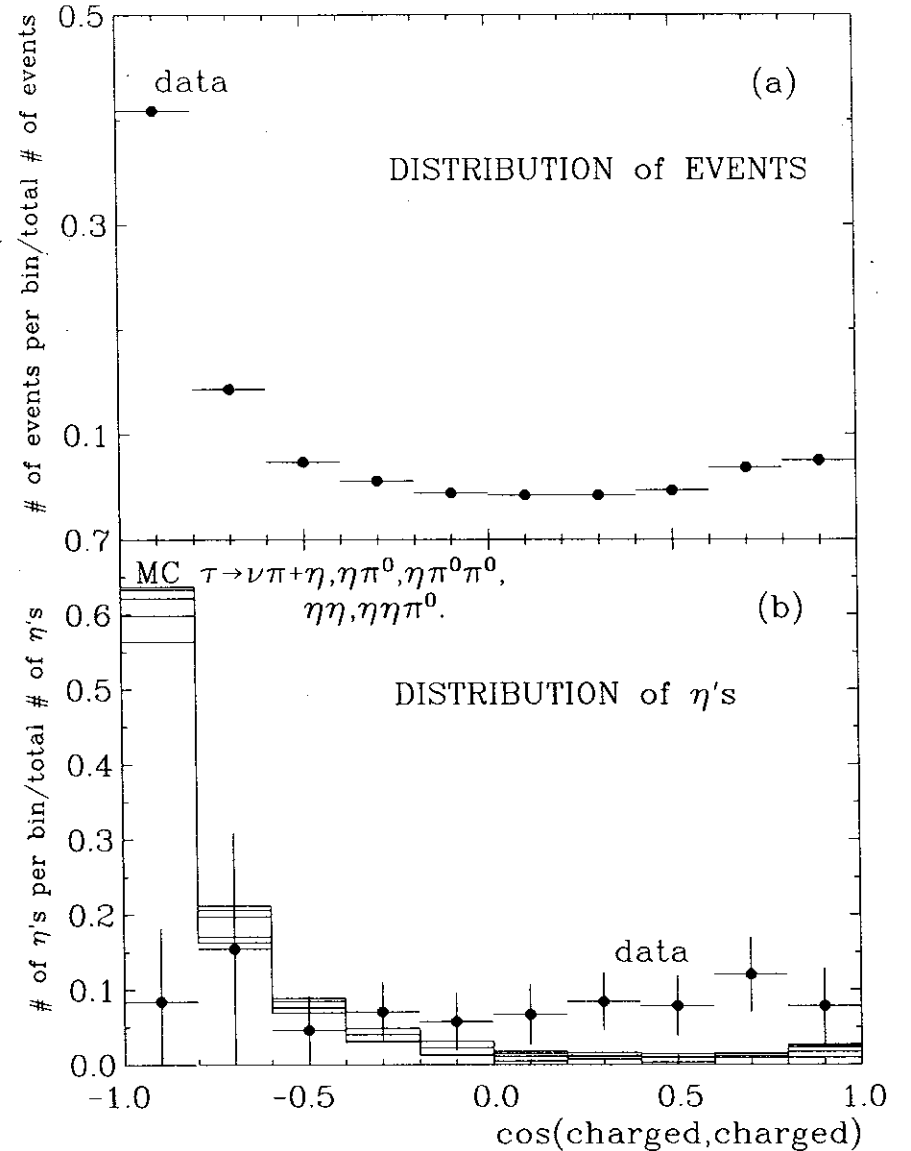 0.5
data
(a)
DISTRIBUTION of EVENTS
0.3
0.1
# of events per bin/total # of events
0.7
MC τ→νπ+η,ηπ⁰,ηπ⁰π⁰,
ηη,ηηπ⁰.
(b)
0.6
DISTRIBUTION of η's
0.5
0.4
0.3
0.2
data
0.1
0.0
# of η's per bin/total # of η's
-1.0 -0.5 0.0 0.5 1.0
cos(charged,charged)